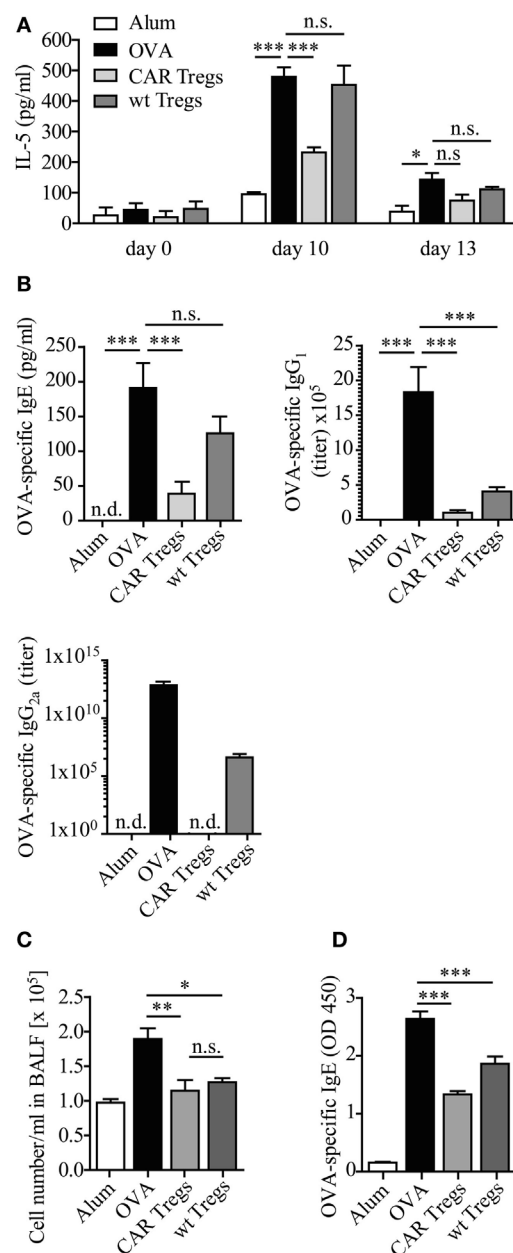 A
Alum
OVA
CAR Tregs
wt Tregs
IL-5 (pg/ml)
600
500
400
300
200
100
0
n.s.
*** ***
n.s.
* n.s
day 0 day 10 day 13
B
OVA-specific IgE (pg/ml)
250
200
150
100
50
0
n.s.
*** ***
n.d.
Alum OVA CAR Tregs wt Tregs
OVA-specific IgG1
(titer) x10^5
25
20
15
10
5
0
***
*** ***
Alum OVA CAR Tregs wt Tregs
OVA-specific IgG2a (titer)
1x10^15
1x10^10
1x10^5
1x10^0
n.d. n.d.
Alum OVA CAR Tregs wt Tregs
C
Cell number/ml in BALF [x 10^5]
2.5
2.0
1.5
1.0
0.5
0.0
*
**
n.s.
Alum OVA CAR Tregs wt Tregs
D
OVA-specific IgE (OD 450)
3
2
1
0
***
***
Alum OVA CAR Tregs wt Tregs